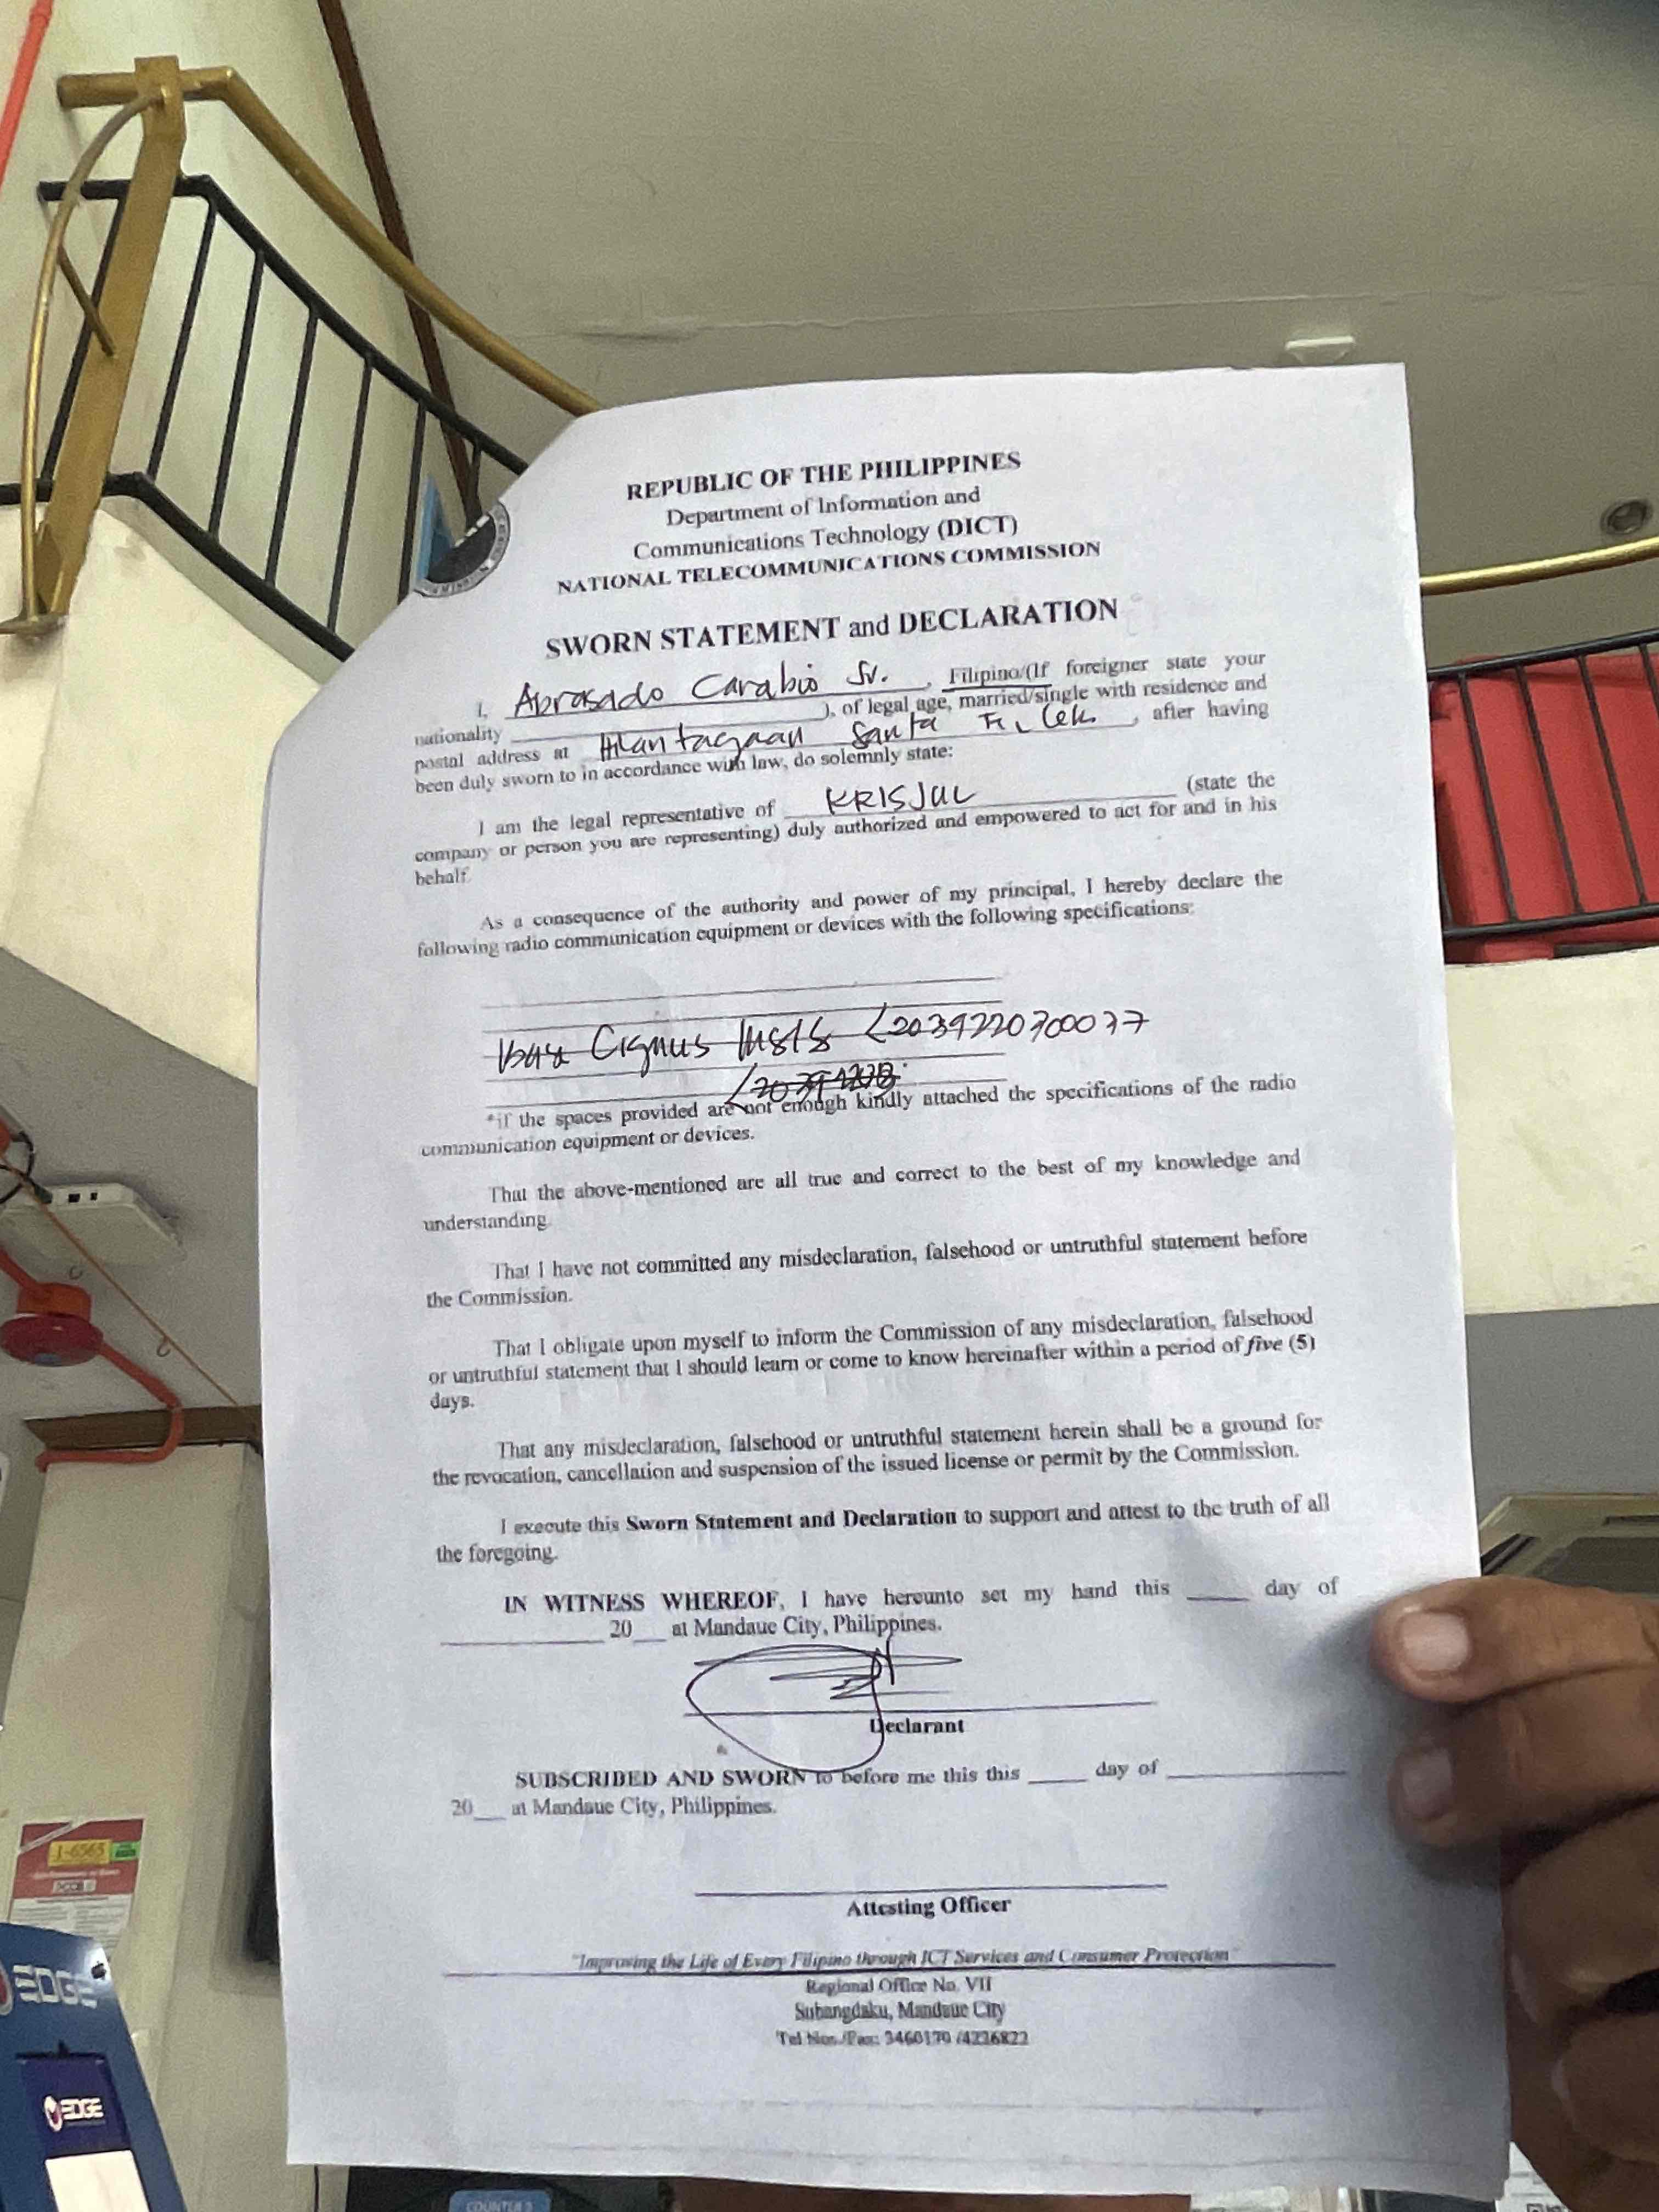 REPUBLIC OF THE PHILIPPINES
Department of Information and
Communications Technology (DICT)
NATIONAL TELECOMMUNICATIONS COMMISSION
SWORN STATEMENT and DECLARATION
I, Abrasado Carabio Sr. , Filipino/(If foreigner state your
nationality ), of legal age, married/single with residence and
postal address at Hilantagaan Santa Fe, Ceb. , after having
been duly sworn to in accordance with law, do solemnly state:
I am the legal representative of KRISJUL (state the
company or person you are representing) duly authorized and empowered to act for and in his
behalf.
As a consequence of the authority and power of my principal, I hereby declare the
following radio communication equipment or devices with the following specifications:
Base Cignus
*if the spaces provided are not enough kindly attached the specifications of the radio
communication equipment or devices.
That the above-mentioned are all true and correct to the best of my knowledge and
understanding.
That I have not committed any misdeclaration, falsehood or untruthful statement before
the Commission.
That I obligate upon myself to inform the Commission of any misdeclaration, falsehood
or untruthful statement that I should learn or come to know hereinafter within a period of five (5)
days.
That any misdeclaration, falsehood or untruthful statement herein shall be a ground for
the revocation, cancellation and suspension of the issued license or permit by the Commission.
I execute this Sworn Statement and Declaration to support and attest to the truth of all
the foregoing.
IN WITNESS WHEREOF, I have hereunto set my hand this ____ day of
____ 20__ at Mandaue City, Philippines.
Declarant
SUBSCRIBED AND SWORN to before me this this ____ day of ____
20__ at Mandaue City, Philippines.
Attesting Officer
"Improving the Life of Every Filipino through ICT Services and Consumer Protection"
Regional Office No. VII
Subangdaku, Mandaue City
Tel Nos./Fax: 3460170 /4226822
J-6565
EDGE
EDGE
COUNTER 3